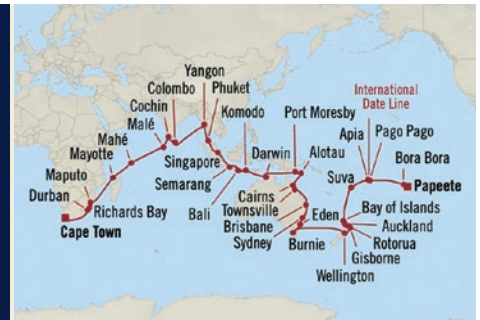 Yangon
Colombo
Phuket
Cochin
Komodo
Malé
Mahé
Mayotte
Maputo
Durban
Richards Bay
Cape Town
Singapore
Semarang
Bali
Darwin
Port Moresby
Alotau
Cairns
Townsville
Brisbane
Sydney
Eden
Burnie
International
Date Line
Apia
Pago Pago
Bora Bora
Suva
Papeete
Bay of Islands
Auckland
Rotorua
Gisborne
Wellington